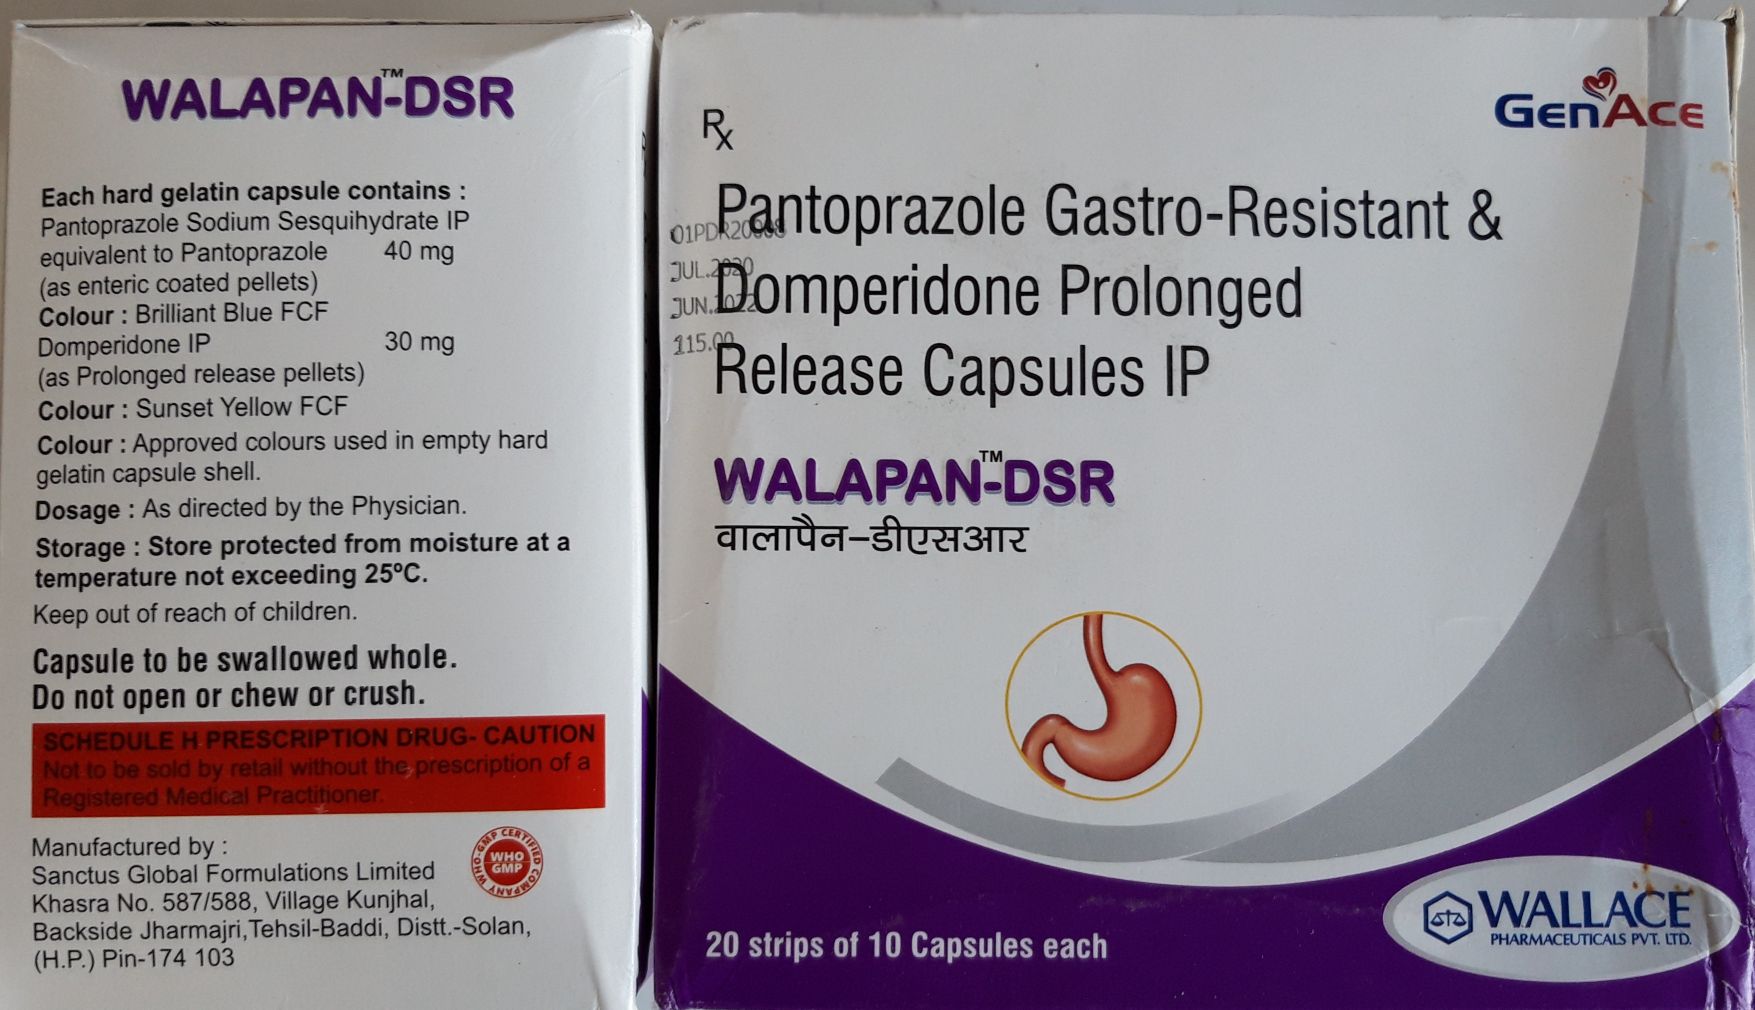 WALAPAN™-DSR
Each hard gelatin capsule contains :
Pantoprazole Sodium Sesquihydrate IP
equivalent to Pantoprazole 40 mg
(as enteric coated pellets)
Colour : Brilliant Blue FCF
Domperidone IP 30 mg
(as Prolonged release pellets)
Colour : Sunset Yellow FCF
Colour : Approved colours used in empty hard
gelatin capsule shell.
Dosage : As directed by the Physician.
Storage : Store protected from moisture at a
temperature not exceeding 25ºC.
Keep out of reach of children.
Capsule to be swallowed whole.
Do not open or chew or crush.
SCHEDULE H PRESCRIPTION DRUG- CAUTION
Not to be sold by retail without the prescription of a
Registered Medical Practitioner.
Manufactured by :
Sanctus Global Formulations Limited
Khasra No. 587/588, Village Kunjhal,
Backside Jharmajri,Tehsil-Baddi, Distt.-Solan,
(H.P.) Pin-174 103
WHO-GMP CERTIFIED COMPANY
WHO
GMP
GenAce
Rx
Pantoprazole Gastro-Resistant &
Domperidone Prolonged
Release Capsules IP
JUL.2020
JUN.2022
115.00
WALAPAN™-DSR
वालापैन–डीएसआर
20 strips of 10 Capsules each
WALLACE
PHARMACEUTICALS PVT. LTD.